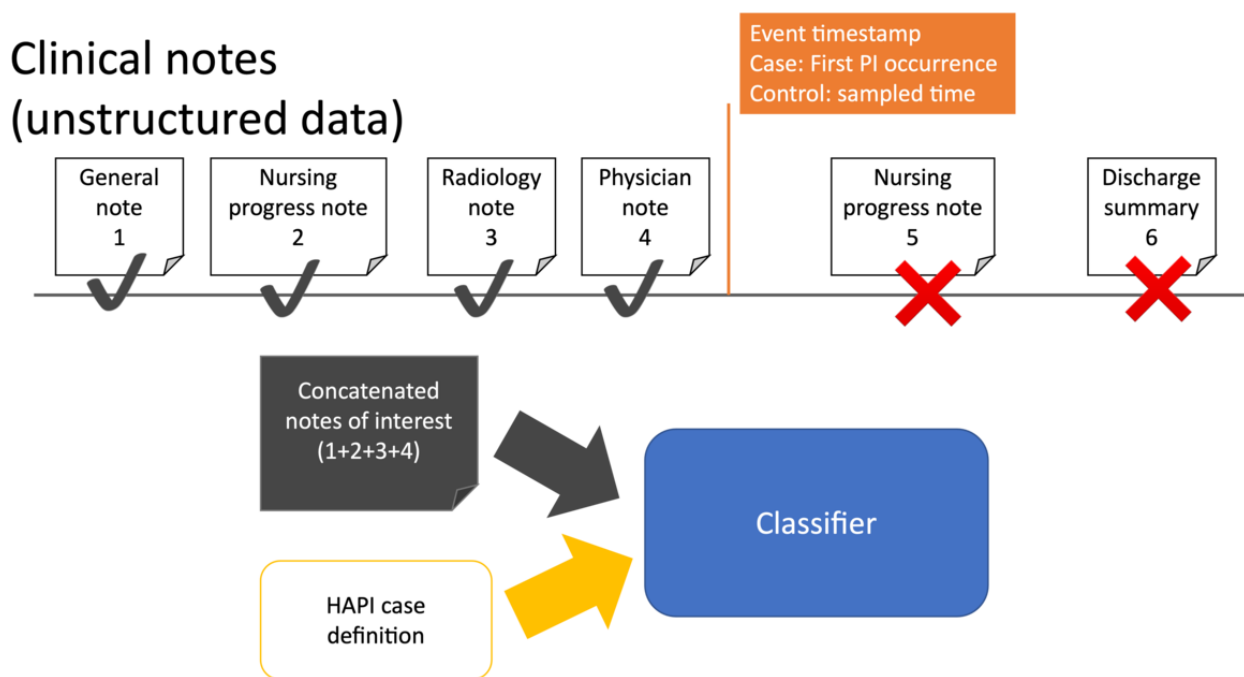 Clinical notes
(unstructured data)
Event timestamp
Case: First PI occurrence
Control: sampled time
General
note
1
Nursing
progress note
2
Radiology
note
3
Physician
note
4
Nursing
progress note
5
Discharge
summary
6
Concatenated
notes of interest
(1+2+3+4)
Classifier
HAPI case
definition